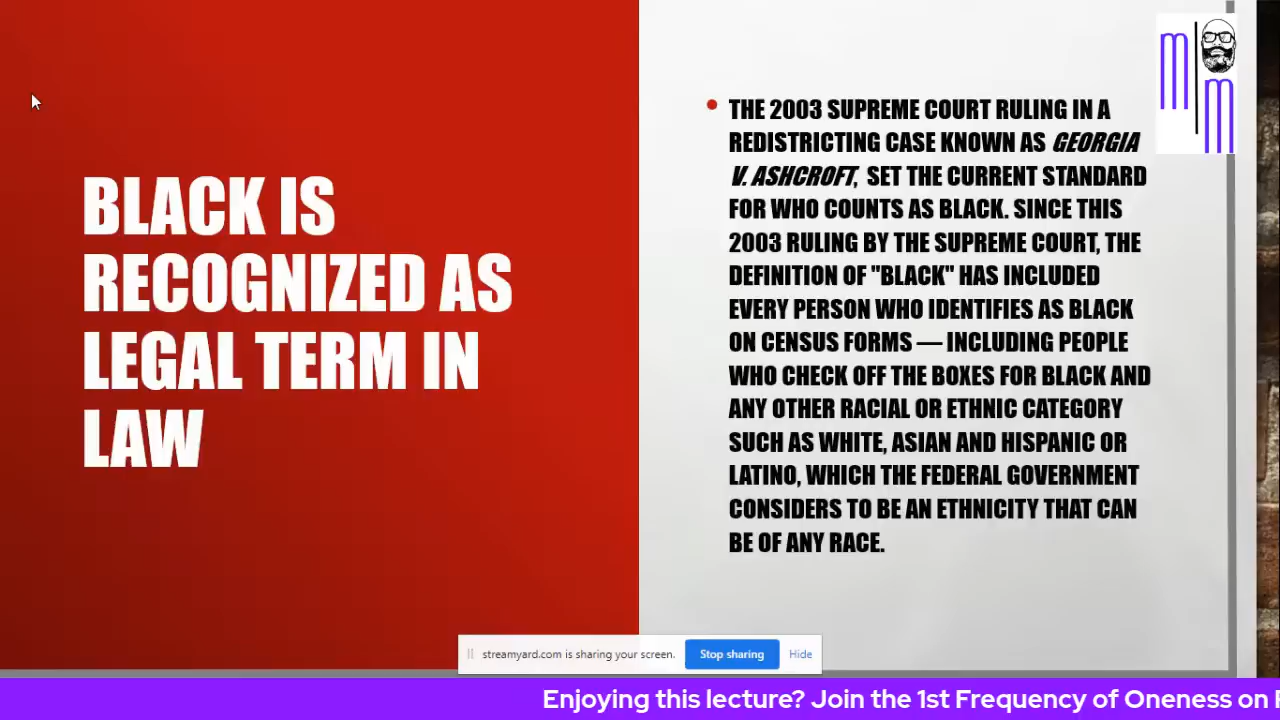 BLACK IS
RECOGNIZED AS
LEGAL TERM IN
LAW
THE 2003 SUPREME COURT RULING IN A
REDISTRICTING CASE KNOWN AS GEORGIA
V. ASHCROFT, SET THE CURRENT STANDARD
FOR WHO COUNTS AS BLACK. SINCE THIS
2003 RULING BY THE SUPREME COURT, THE
DEFINITION OF "BLACK" HAS INCLUDED
EVERY PERSON WHO IDENTIFIES AS BLACK
ON CENSUS FORMS — INCLUDING PEOPLE
WHO CHECK OFF THE BOXES FOR BLACK AND
ANY OTHER RACIAL OR ETHNIC CATEGORY
SUCH AS WHITE, ASIAN AND HISPANIC OR
LATINO, WHICH THE FEDERAL GOVERNMENT
CONSIDERS TO BE AN ETHNICITY THAT CAN
BE OF ANY RACE.
m
m
streamyard.com is sharing your screen. Stop sharing Hide
Enjoying this lecture? Join the 1st Frequency of Oneness on